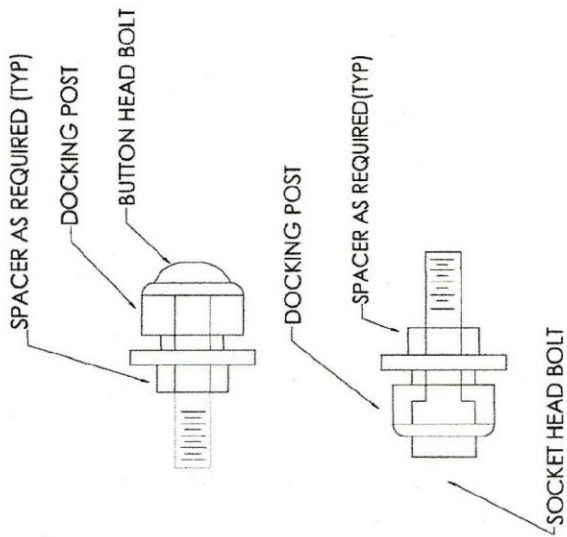 SPACER AS REQUIRED (TYP)
DOCKING POST
BUTTON HEAD BOLT
DOCKING POST
SPACER AS REQUIRED(TYP)
SOCKET HEAD BOLT